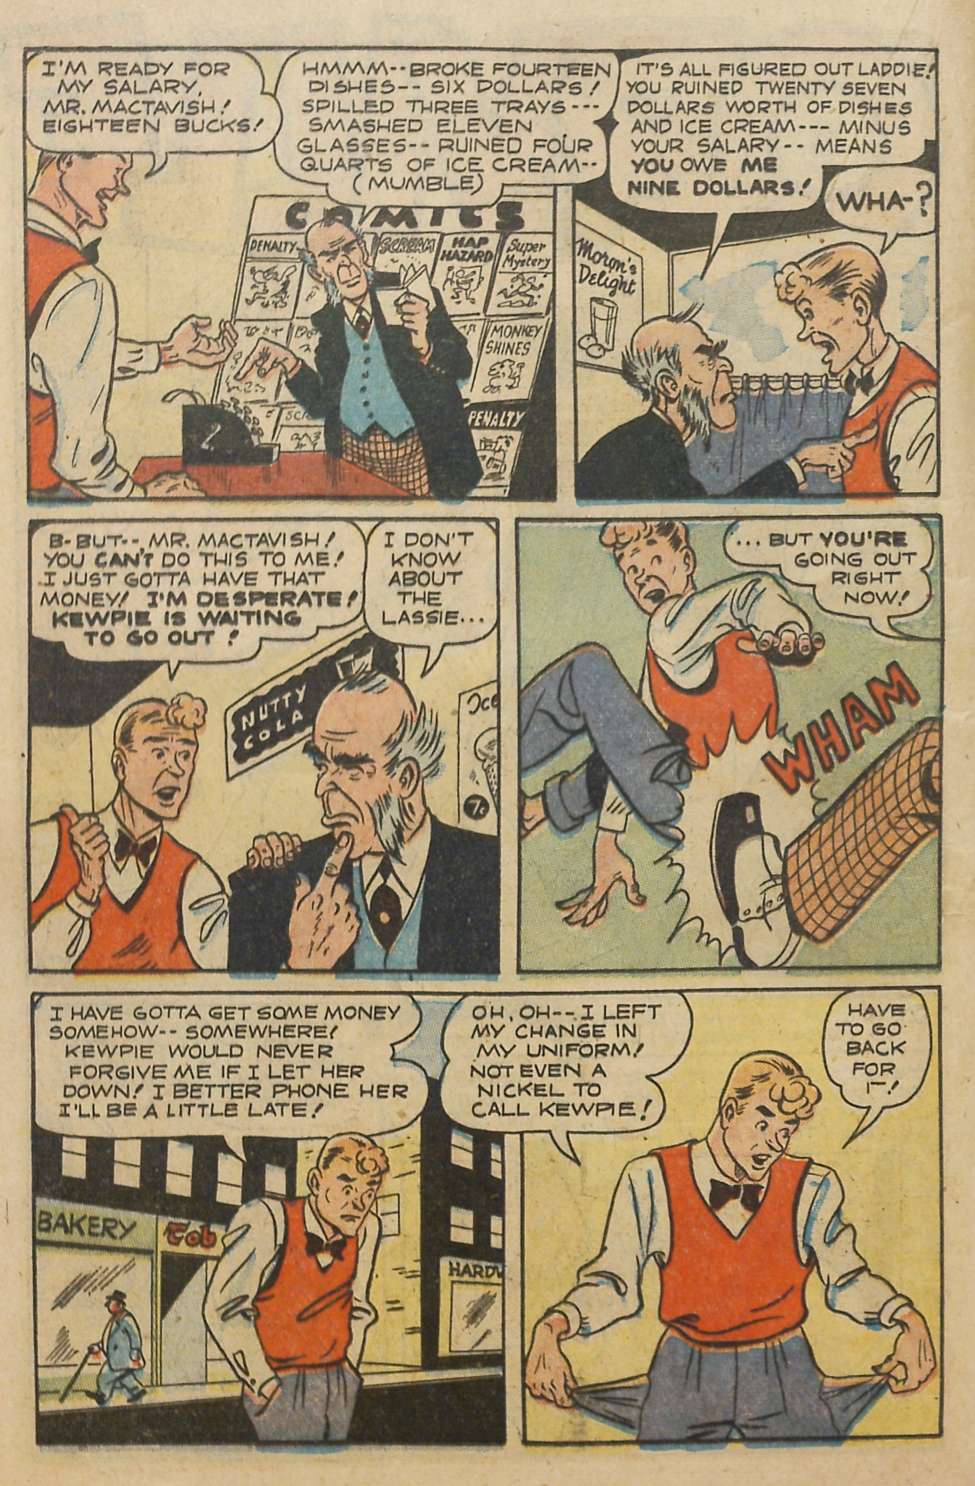 I'M READY FOR
MY SALARY,
MR. MACTAVISH!
EIGHTEEN BUCKS!
HMMM--BROKE FOURTEEN
DISHES-- SIX DOLLARS!
SPILLED THREE TRAYS---
SMASHED ELEVEN
GLASSES-- RUINED FOUR
QUARTS OF ICE CREAM--
(MUMBLE)
COMICS
PENALTY
SCREAM
HAP
HAZARD
Super
Mystery
MONKEY
SHINES
PENALTY
IT'S ALL FIGURED OUT LADDIE!
YOU RUINED TWENTY SEVEN
DOLLARS WORTH OF DISHES
AND ICE CREAM--- MINUS
YOUR SALARY-- MEANS
YOU OWE ME
NINE DOLLARS!
WHA-?
Moron's
Delight
B-BUT-- MR. MACTAVISH!
YOU CAN'T DO THIS TO ME!
I JUST GOTTA HAVE THAT
MONEY! I'M DESPERATE!
KEWPIE IS WAITING
TO GO OUT!
I DON'T
KNOW
ABOUT
THE
LASSIE...
NUTTY
COLA
Ice
7¢
...BUT YOU'RE
GOING OUT
RIGHT
NOW!
WHAM
I HAVE GOTTA GET SOME MONEY
SOMEHOW-- SOMEWHERE!
KEWPIE WOULD NEVER
FORGIVE ME IF I LET HER
DOWN! I BETTER PHONE HER
I'LL BE A LITTLE LATE!
BAKERY
Tob
HARDW
OH, OH-- I LEFT
MY CHANGE IN
MY UNIFORM!
NOT EVEN A
NICKEL TO
CALL KEWPIE!
HAVE
TO GO
BACK
FOR
IT!